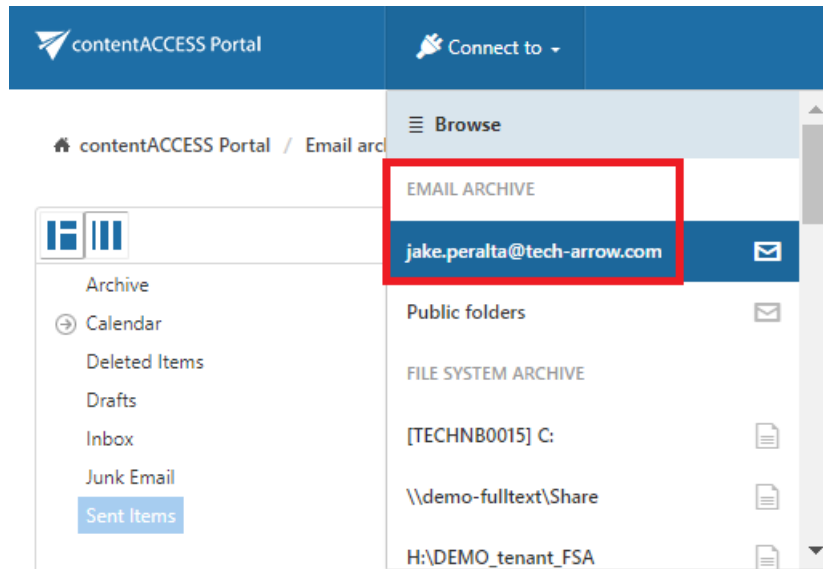 contentACCESS Portal
Connect to
Browse
contentACCESS Portal / Email arc
EMAIL ARCHIVE
jake.peralta@tech-arrow.com
Public folders
FILE SYSTEM ARCHIVE
[TECHNB0015] C:
\\demo-fulltext\Share
H:\DEMO_tenant_FSA
Archive
Calendar
Deleted Items
Drafts
Inbox
Junk Email
Sent Items